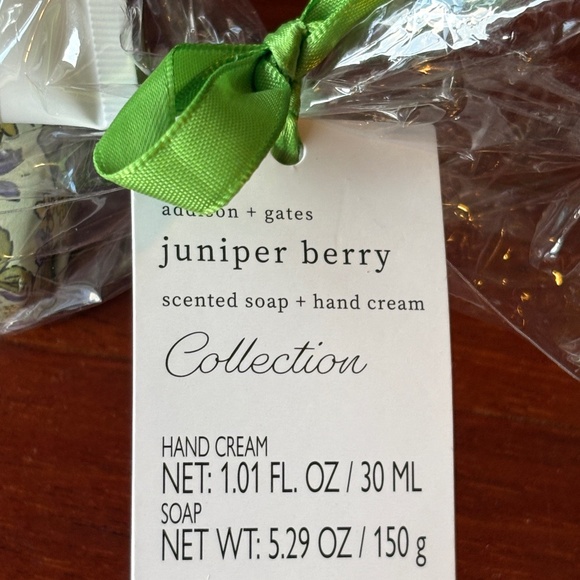 addison + gates
juniper berry
scented soap + hand cream
Collection
HAND CREAM
NET: 1.01 FL. OZ / 30 ML
SOAP
NET WT: 5.29 OZ / 150 g